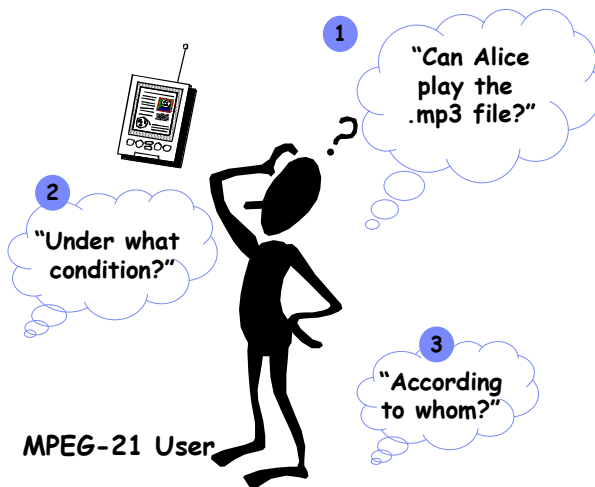 1
“Can Alice
play the
.mp3 file?”
2
“Under what
condition?”
3
“According
to whom?”
MPEG-21 User